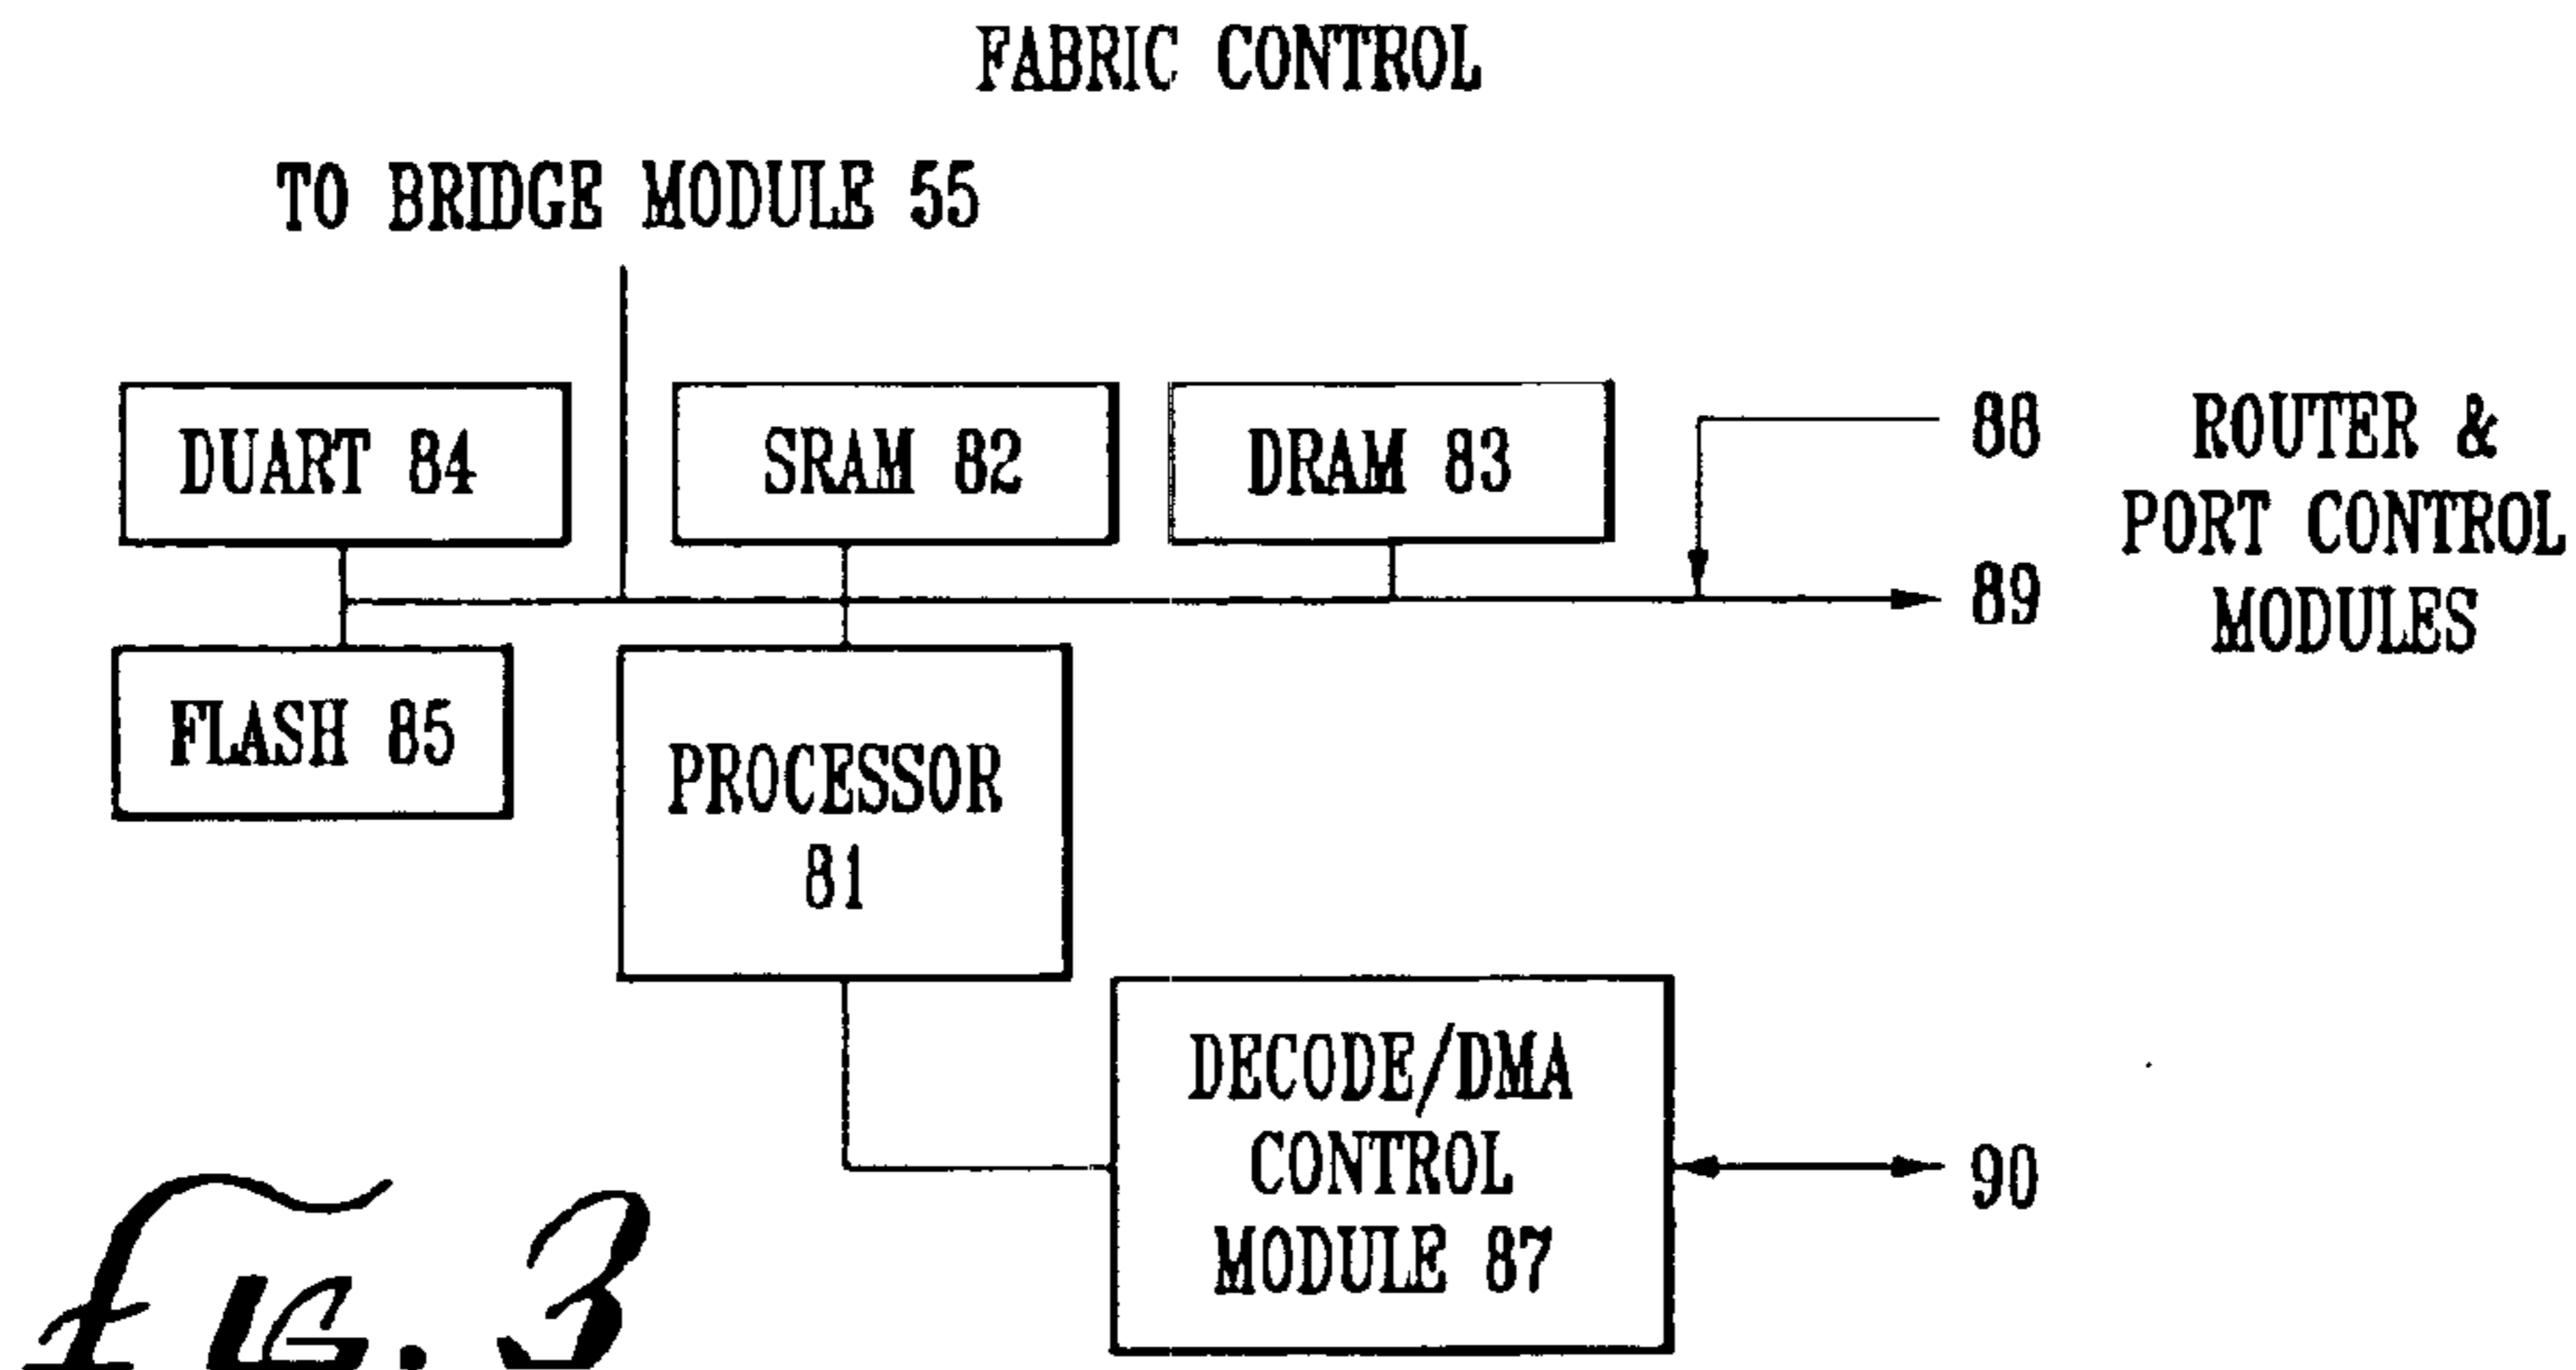 FABRIC CONTROL
TO BRIDGE MODULE 55
DUART 84
SRAM 82
DRAM 83
88
89
ROUTER &
PORT CONTROL
MODULES
FLASH 85
PROCESSOR
81
DECODE/DMA
CONTROL
MODULE 87
90
FIG. 3